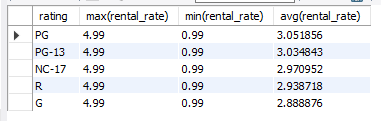 rating max(rental_rate) min(rental_rate) avg(rental_rate)
PG 4.99 0.99 3.051856
PG-13 4.99 0.99 3.034843
NC-17 4.99 0.99 2.970952
R 4.99 0.99 2.938718
G 4.99 0.99 2.888876